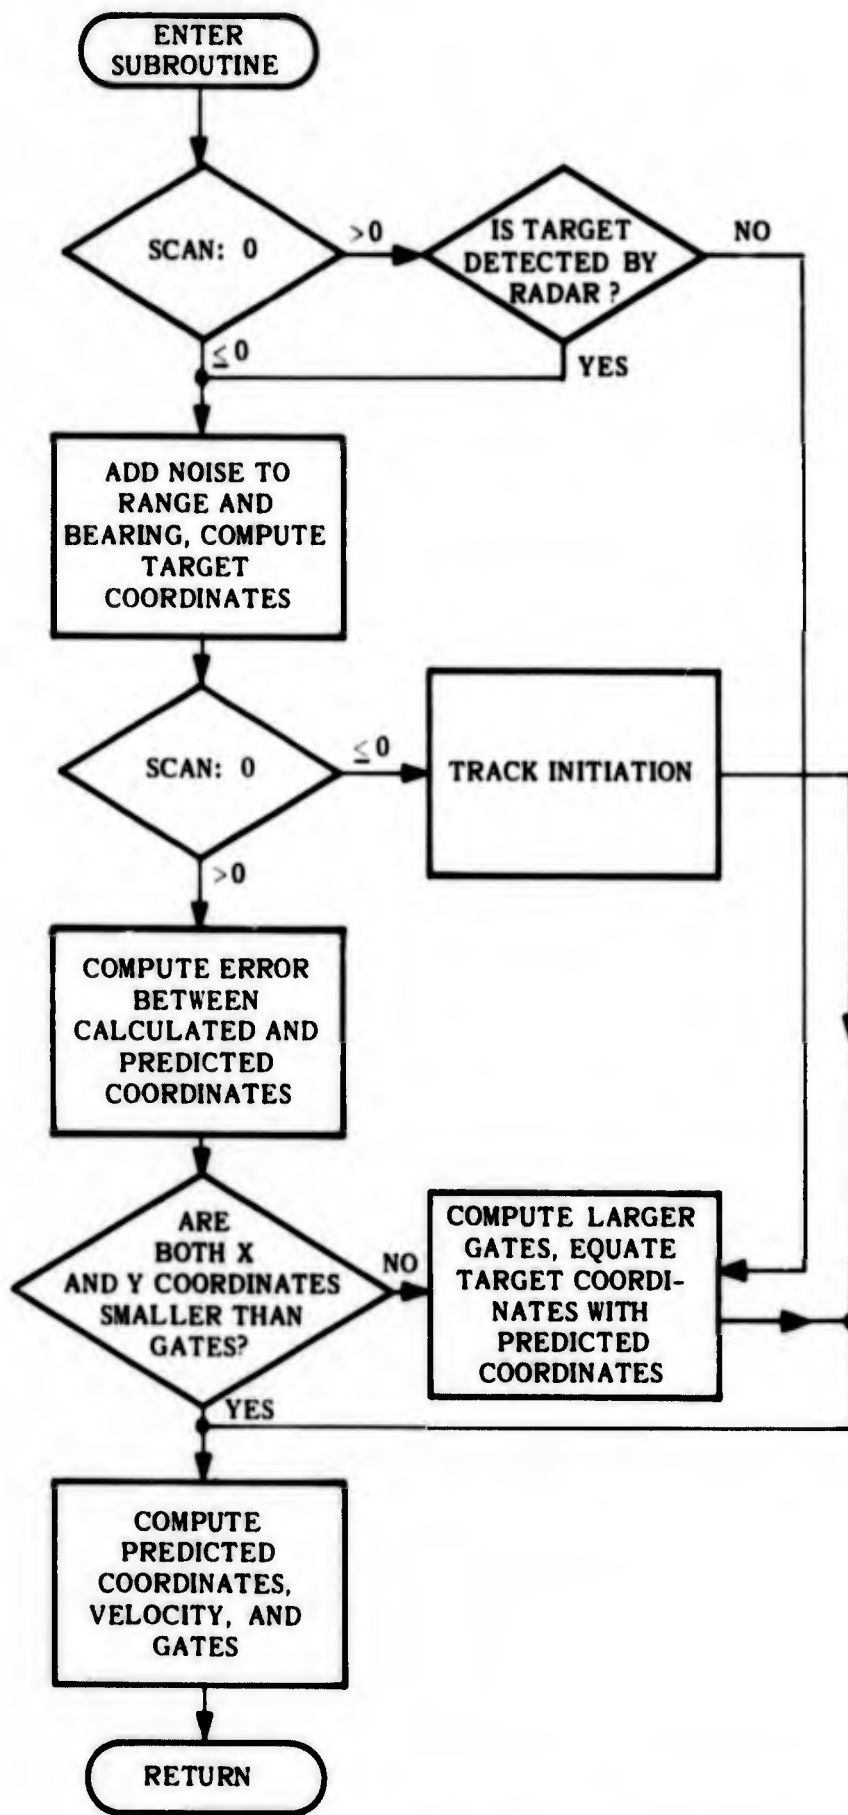 ENTER
SUBROUTINE
SCAN: 0
>0
IS TARGET
DETECTED BY
RADAR ?
NO
≤0
YES
ADD NOISE TO
RANGE AND
BEARING, COMPUTE
TARGET
COORDINATES
SCAN: 0
≤0
TRACK INITIATION
>0
COMPUTE ERROR
BETWEEN
CALCULATED AND
PREDICTED
COORDINATES
ARE
BOTH X
AND Y COORDINATES
SMALLER THAN
GATES?
NO
COMPUTE LARGER
GATES, EQUATE
TARGET COORDI-
NATES WITH
PREDICTED
COORDINATES
YES
COMPUTE
PREDICTED
COORDINATES,
VELOCITY, AND
GATES
RETURN